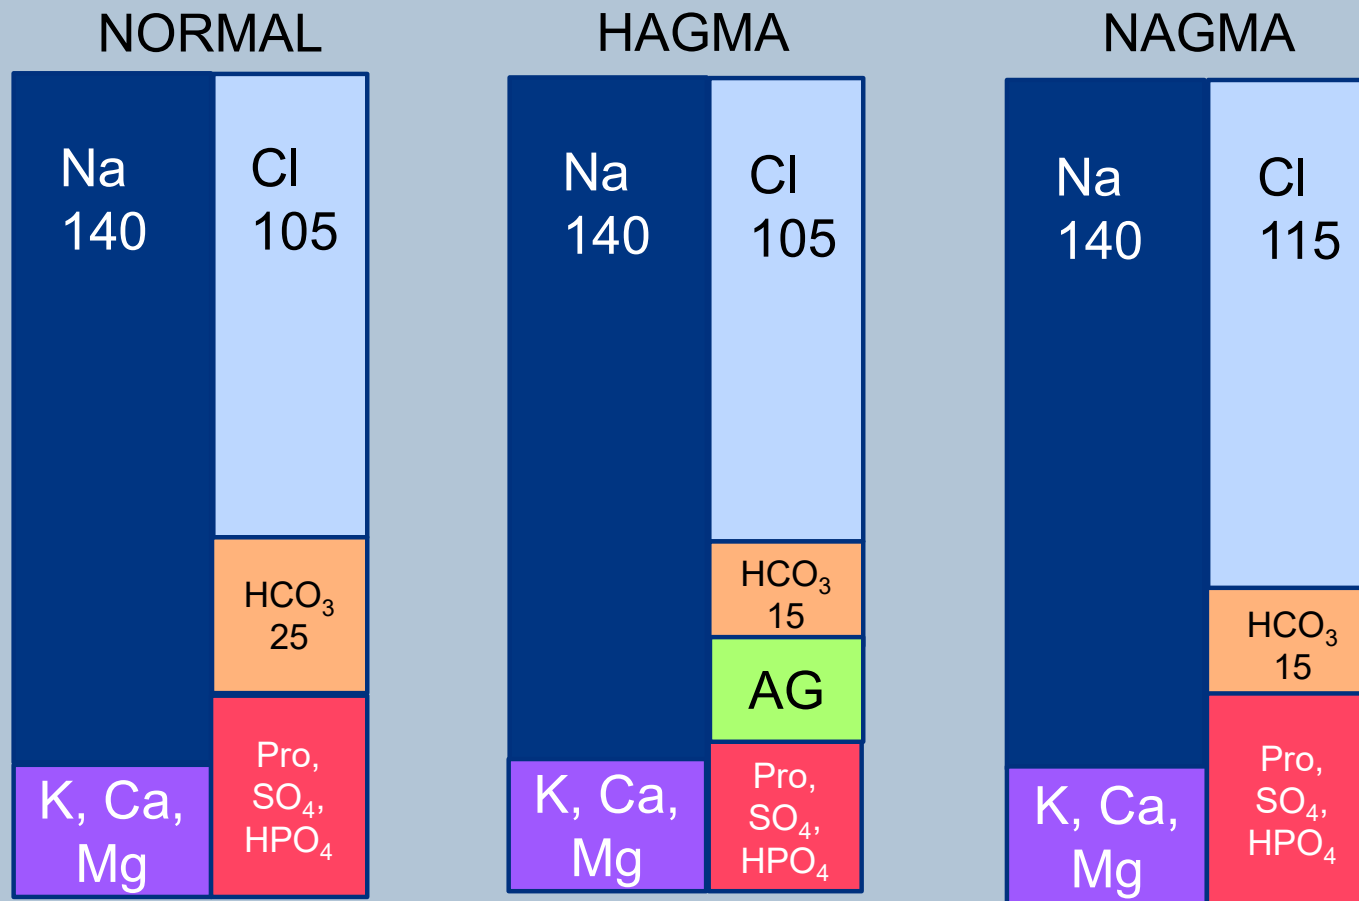 NORMAL
Na
140
Cl
105
HCO₃
25
K, Ca,
Mg
Pro,
SO₄,
HPO₄
HAGMA
Na
140
Cl
105
HCO₃
15
AG
K, Ca,
Mg
Pro,
SO₄,
HPO₄
NAGMA
Na
140
Cl
115
HCO₃
15
K, Ca,
Mg
Pro,
SO₄,
HPO₄